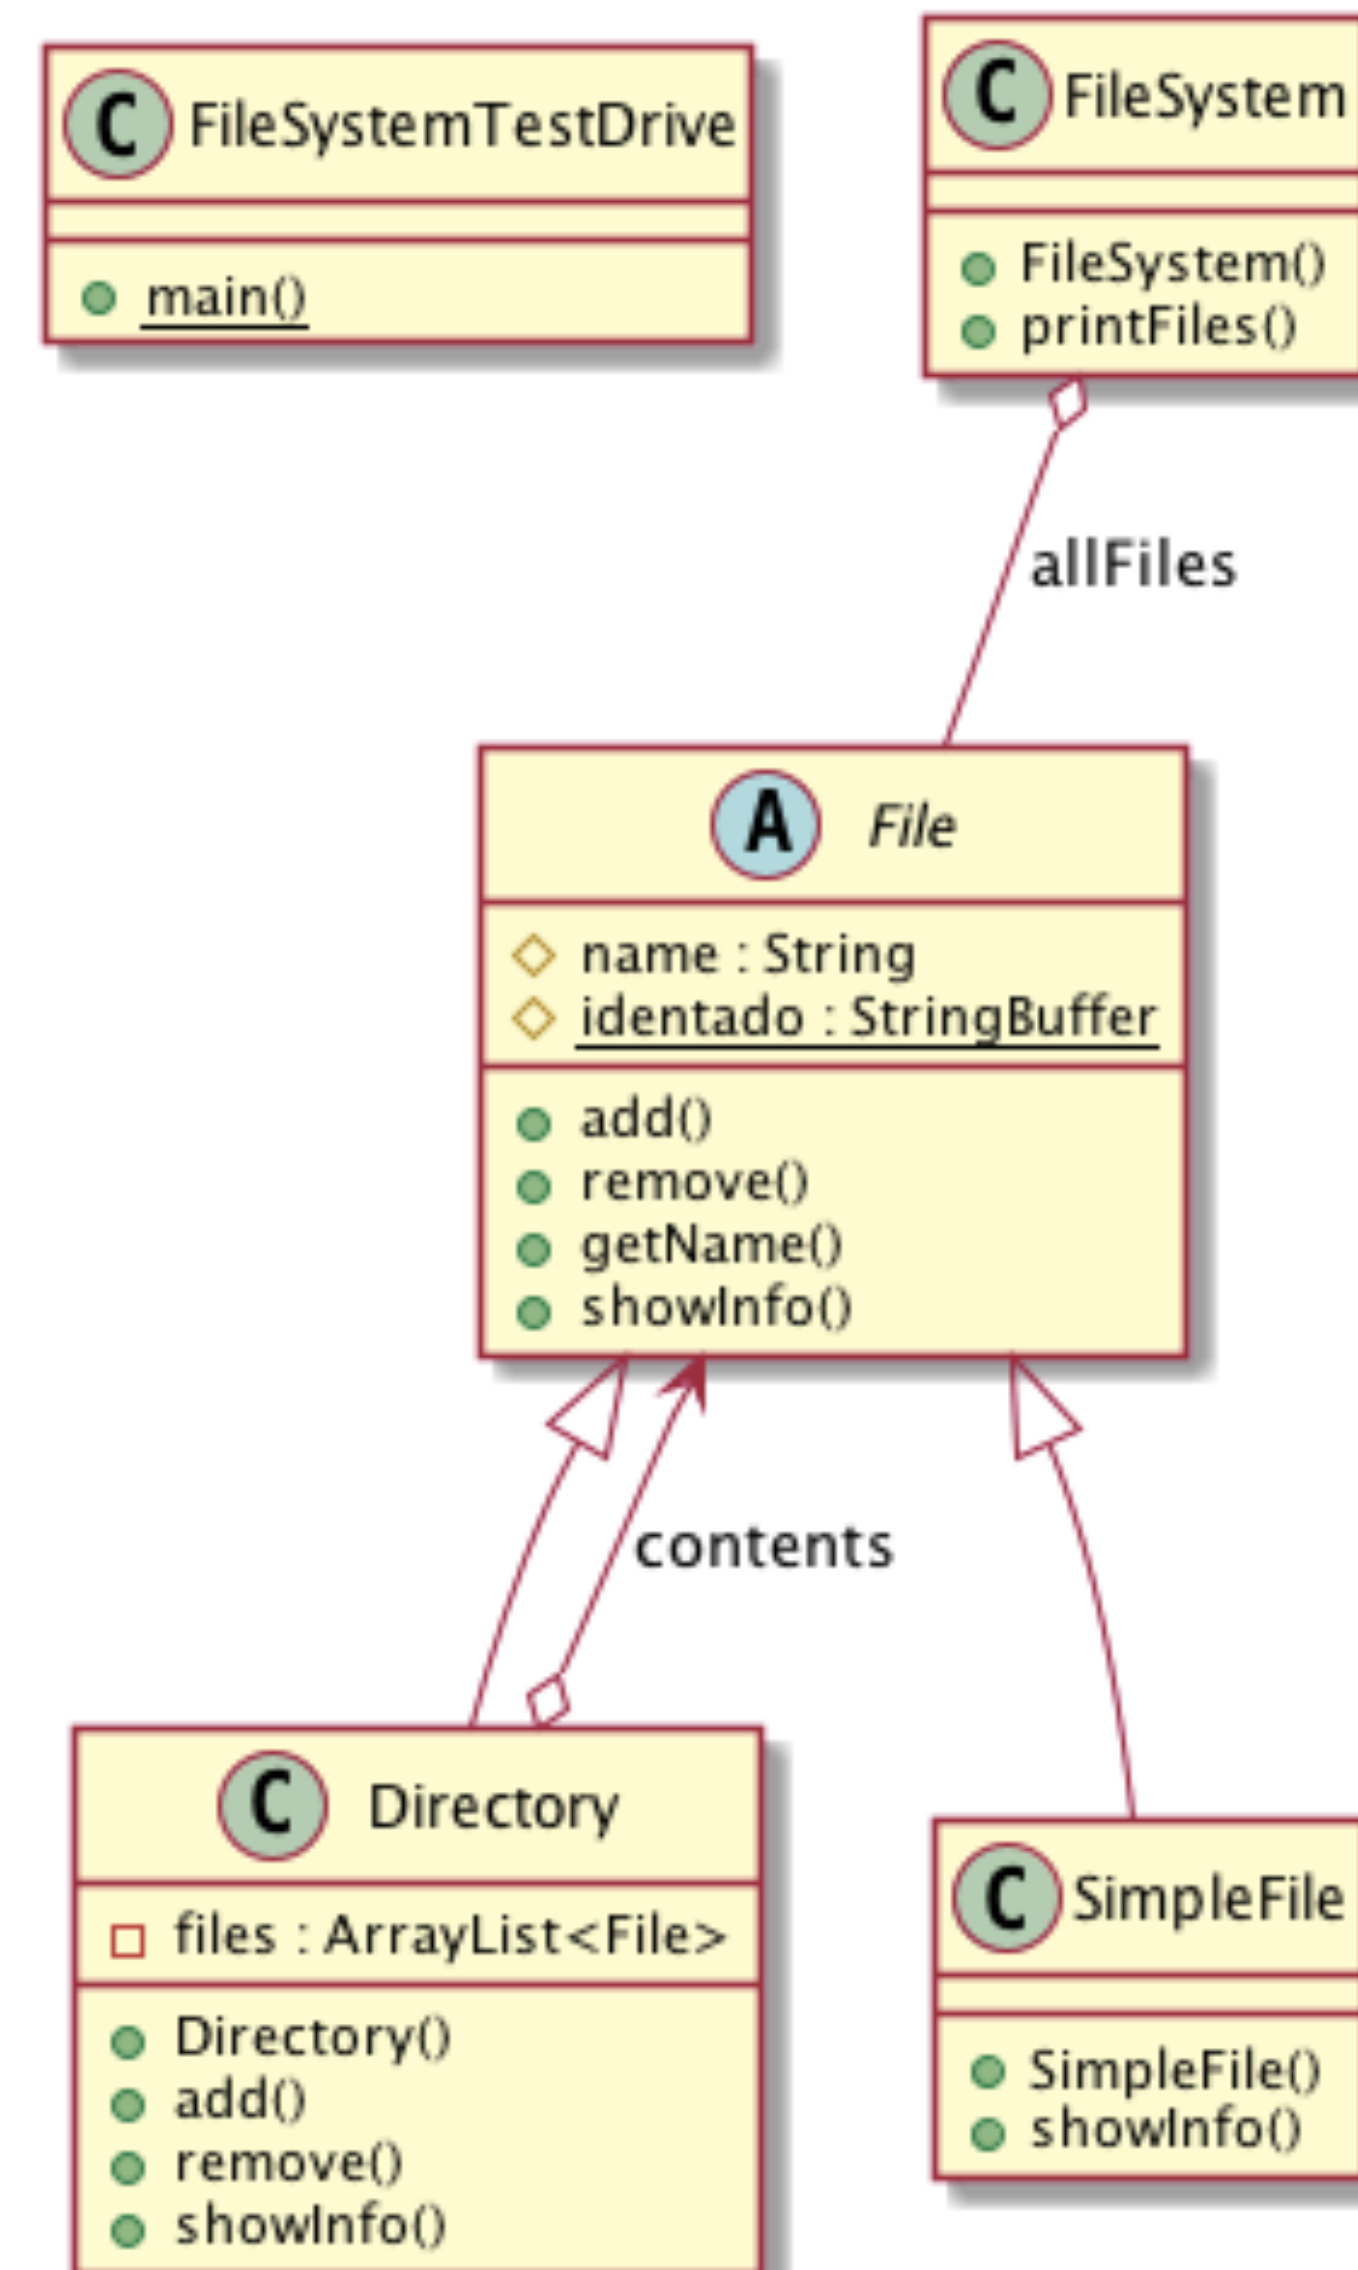 C FileSystemTestDrive
main()
C FileSystem
FileSystem()
printFiles()
allFiles
A File
name : String
identado : StringBuffer
add()
remove()
getName()
showInfo()
contents
C Directory
files : ArrayList<File>
Directory()
add()
remove()
showInfo()
C SimpleFile
SimpleFile()
showInfo()